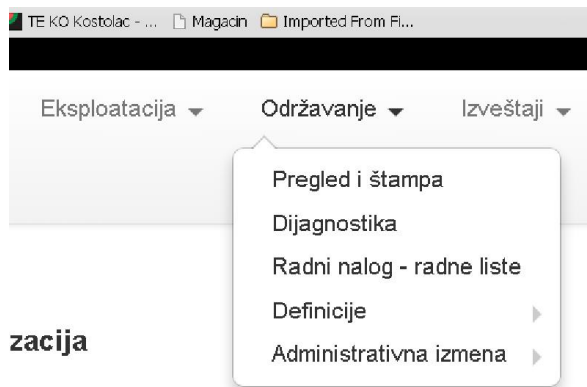 TE KO Kostolac - ... Magacin Imported From Fi...
Eksploatacija Održavanje Izveštaji
Pregled i štampa
Dijagnostika
Radni nalog - radne liste
Definicije
zacija
Administrativna izmena